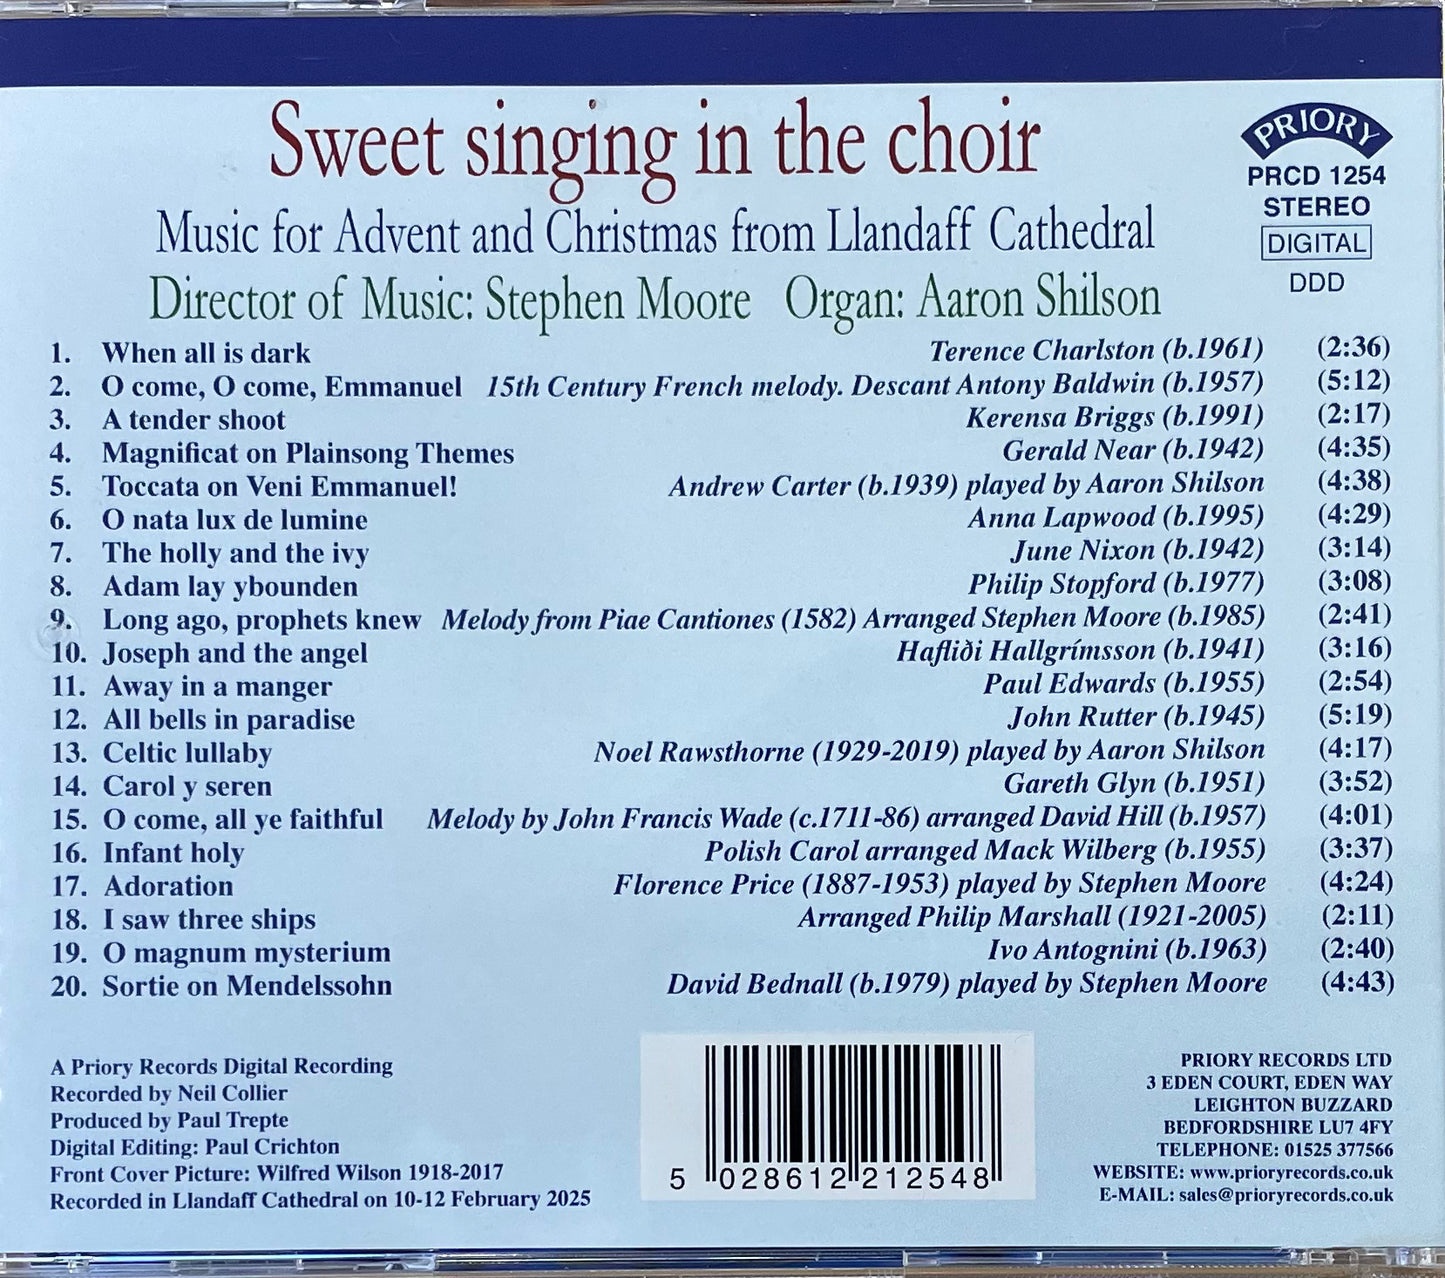 Sweet singing in the choir
Music for Advent and Christmas from Llandaff Cathedral
Director of Music: Stephen Moore Organ: Aaron Shilson
PRIORY
PRCD 1254
STEREO
DIGITAL
DDD
1. When all is dark Terence Charlston (b.1961) (2:36)
2. O come, O come, Emmanuel 15th Century French melody. Descant Antony Baldwin (b.1957) (5:12)
3. A tender shoot Kerensa Briggs (b.1991) (2:17)
4. Magnificat on Plainsong Themes Gerald Near (b.1942) (4:35)
5. Toccata on Veni Emmanuel! Andrew Carter (b.1939) played by Aaron Shilson (4:38)
6. O nata lux de lumine Anna Lapwood (b.1995) (4:29)
7. The holly and the ivy June Nixon (b.1942) (3:14)
8. Adam lay ybounden Philip Stopford (b.1977) (3:08)
9. Long ago, prophets knew Melody from Piae Cantiones (1582) Arranged Stephen Moore (b.1985) (2:41)
10. Joseph and the angel Hafliði Hallgrímsson (b.1941) (3:16)
11. Away in a manger Paul Edwards (b.1955) (2:54)
12. All bells in paradise John Rutter (b.1945) (5:19)
13. Celtic lullaby Noel Rawsthorne (1929-2019) played by Aaron Shilson (4:17)
14. Carol y seren Gareth Glyn (b.1951) (3:52)
15. O come, all ye faithful Melody by John Francis Wade (c.1711-86) arranged David Hill (b.1957) (4:01)
16. Infant holy Polish Carol arranged Mack Wilberg (b.1955) (3:37)
17. Adoration Florence Price (1887-1953) played by Stephen Moore (4:24)
18. I saw three ships Arranged Philip Marshall (1921-2005) (2:11)
19. O magnum mysterium Ivo Antognini (b.1963) (2:40)
20. Sortie on Mendelssohn David Bednall (b.1979) played by Stephen Moore (4:43)
A Priory Records Digital Recording
Recorded by Neil Collier
Produced by Paul Trepte
Digital Editing: Paul Crichton
Front Cover Picture: Wilfred Wilson 1918-2017
Recorded in Llandaff Cathedral on 10-12 February 2025
5 028612 212548
PRIORY RECORDS LTD
3 EDEN COURT, EDEN WAY
LEIGHTON BUZZARD
BEDFORDSHIRE LU7 4FY
TELEPHONE: 01525 377566
WEBSITE: www.prioryrecords.co.uk
E-MAIL: sales@prioryrecords.co.uk